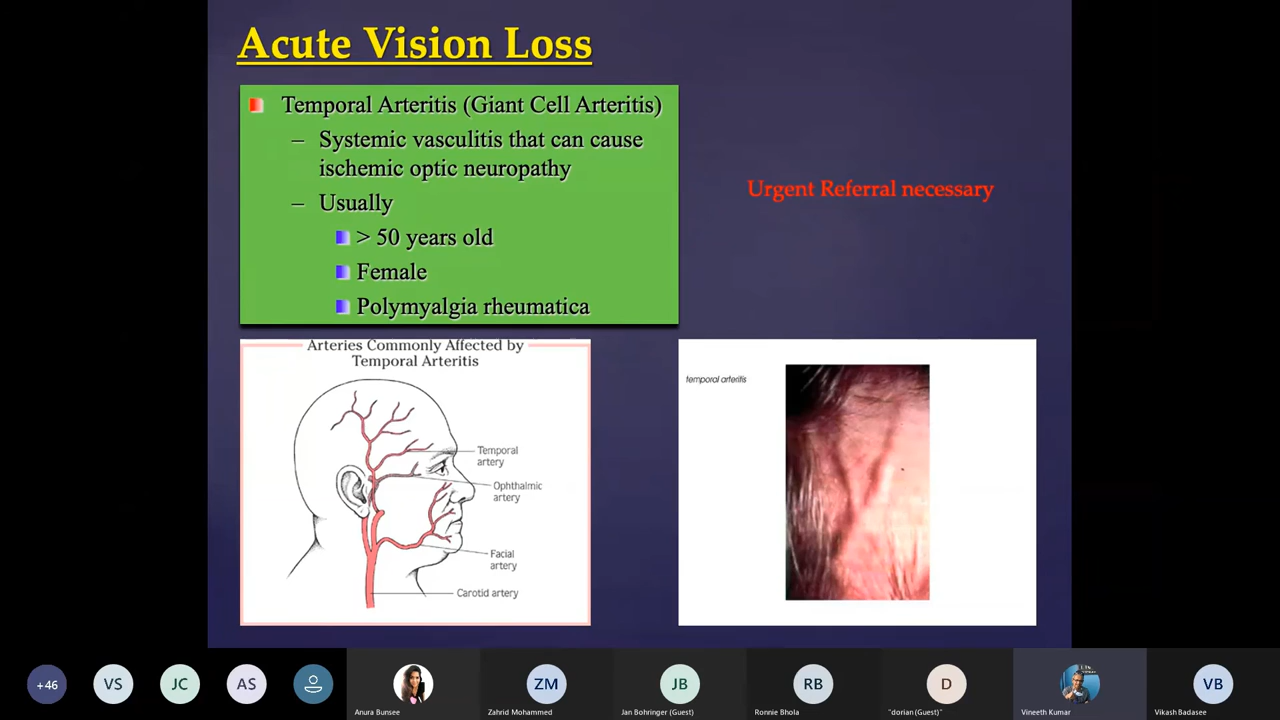 Acute Vision Loss
Temporal Arteritis (Giant Cell Arteritis)
– Systemic vasculitis that can cause
ischemic optic neuropathy
– Usually
> 50 years old
Female
Polymyalgia rheumatica
Urgent Referral necessary
Arteries Commonly Affected by
Temporal Arteritis
Temporal
artery
Ophthalmic
artery
Facial
artery
Carotid artery
temporal arteritis
+46
VS
JC
AS
Anura Bunsee
ZM
Zahrid Mohammed
JB
Jan Bohringer (Guest)
RB
Ronnie Bhola
D
"dorian (Guest)"
Vineeth Kumar
VB
Vikash Badasee